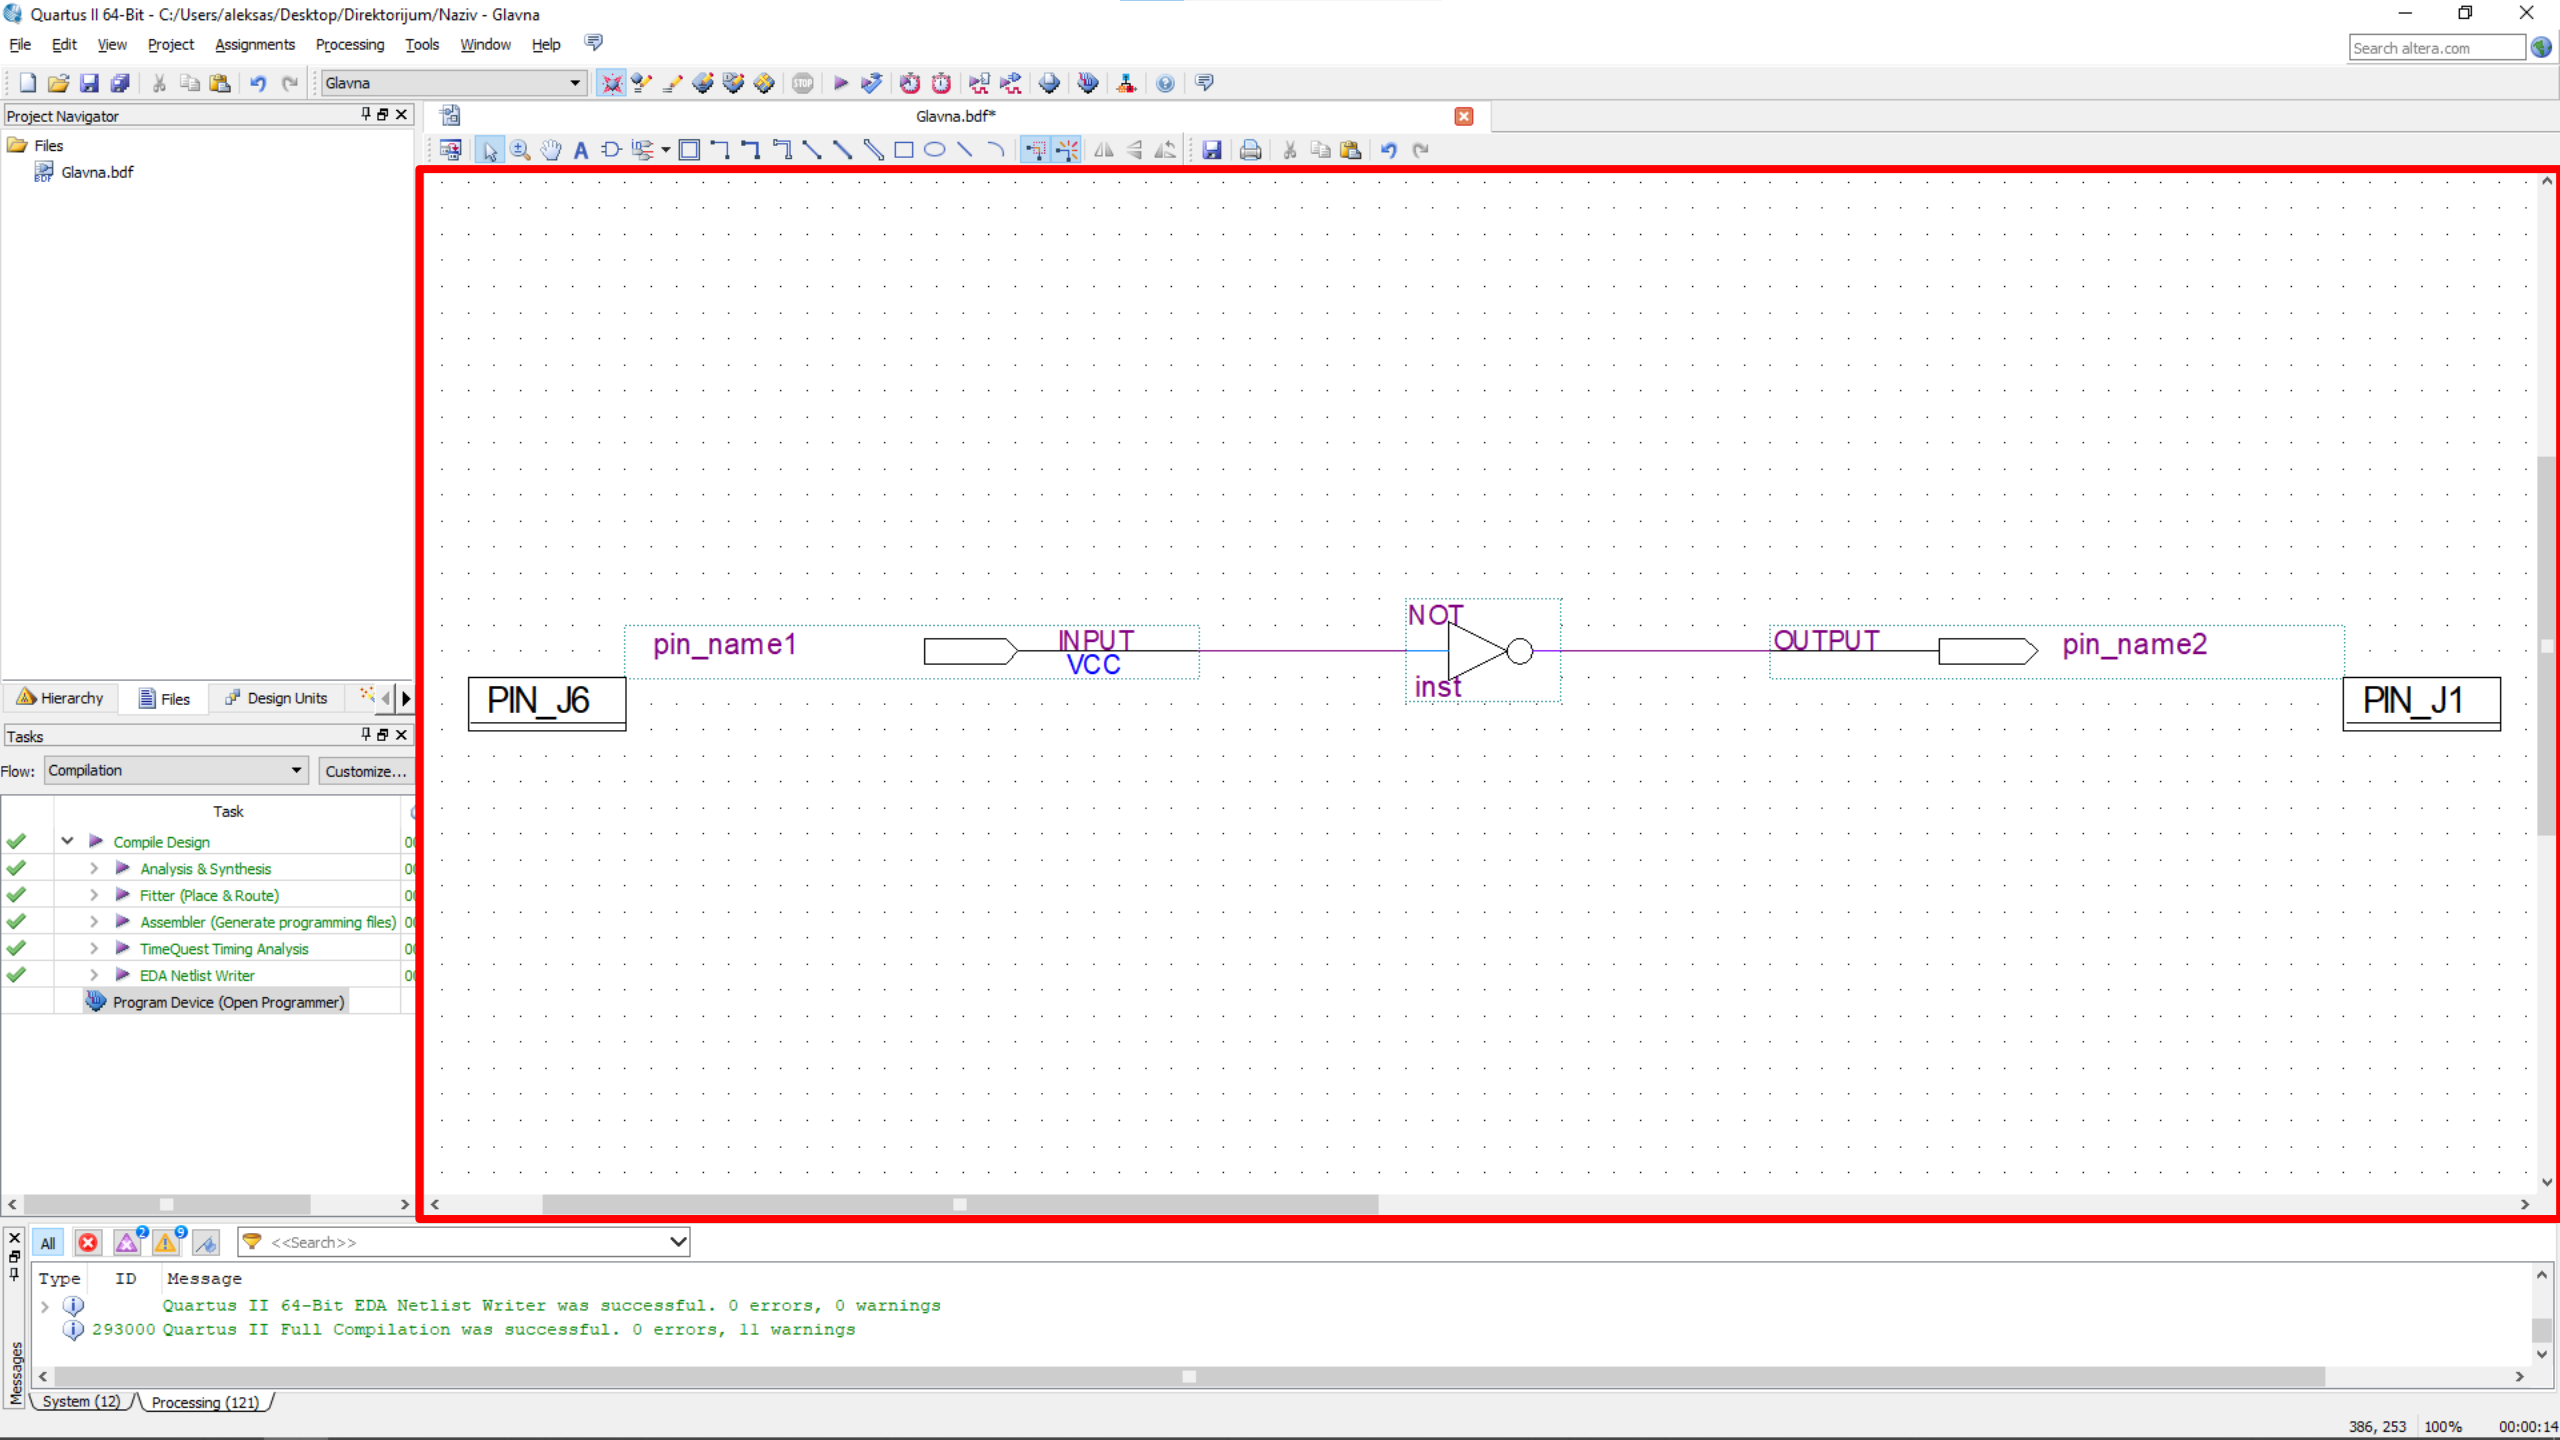 Quartus II 64-Bit - C:/Users/aleksas/Desktop/Direktorijum/Naziv - Glavna
File Edit View Project Assignments Processing Tools Window Help
Search altera.com
Glavna
STOP
Project Navigator
Glavna.bdf*
Files
Glavna.bdf
NOT
pin_name1 INPUT OUTPUT pin_name2
VCC
inst
PIN_J6 PIN_J1
Hierarchy Files Design Units
Tasks
Flow: Compilation Customize...
Task
Compile Design
Analysis & Synthesis
Fitter (Place & Route)
Assembler (Generate programming files)
TimeQuest Timing Analysis
EDA Netlist Writer
Program Device (Open Programmer)
All 2 9 <<Search>>
Type ID Message
Quartus II 64-Bit EDA Netlist Writer was successful. 0 errors, 0 warnings
293000 Quartus II Full Compilation was successful. 0 errors, 11 warnings
Messages
System (12) Processing (121)
386, 253 100% 00:00:14